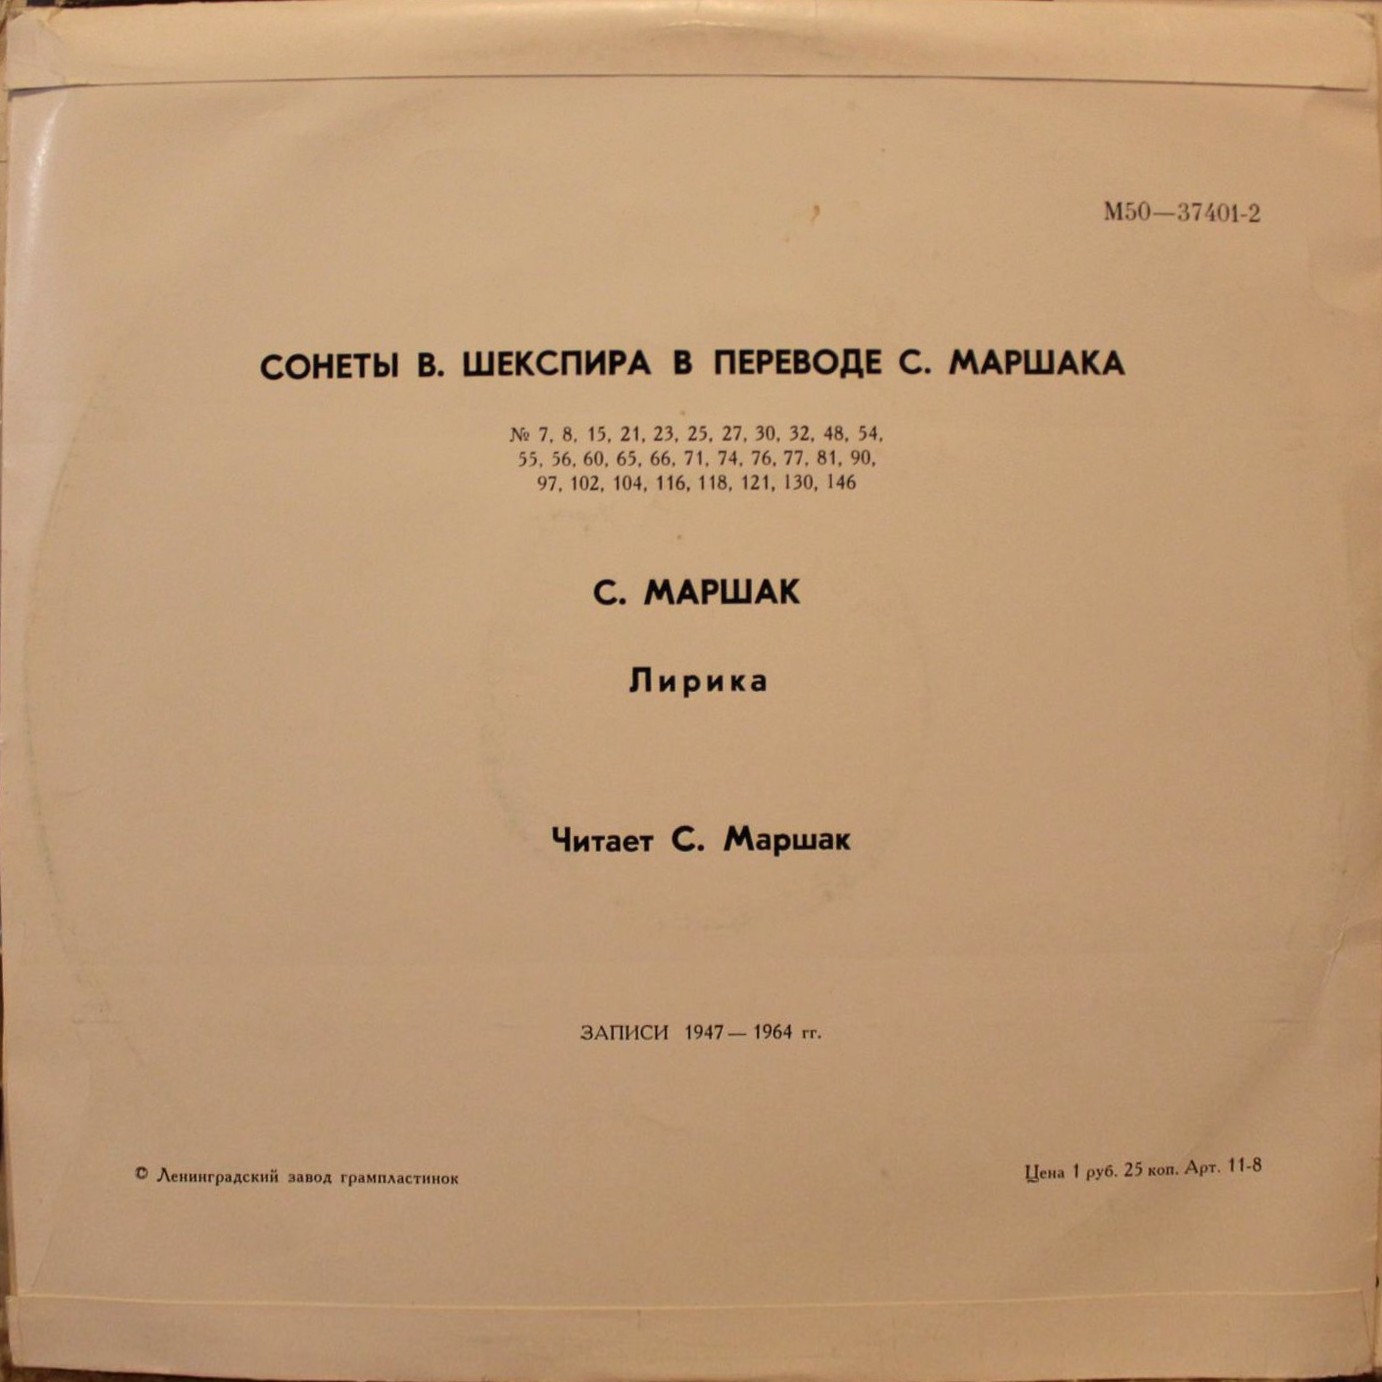 М50—37401-2
СОНЕТЫ В. ШЕКСПИРА В ПЕРЕВОДЕ С. МАРШАКА
№ 7, 8, 15, 21, 23, 25, 27, 30, 32, 48, 54,
55, 56, 60, 65, 66, 71, 74, 76, 77, 81, 90,
97, 102, 104, 116, 118, 121, 130, 146
С. МАРШАК
Лирика
Читает С. Маршак
ЗАПИСИ 1947— 1964 гг.
© Ленинградский завод грампластинок
Цена 1 руб. 25 коп. Арт. 11-8